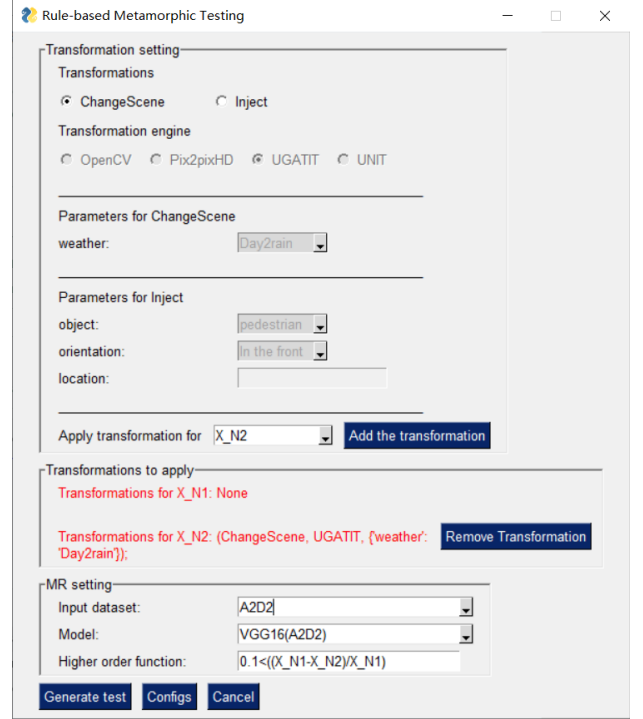 Rule-based Metamorphic Testing
Transformation setting
Transformations
ChangeScene Inject
Transformation engine
OpenCV Pix2pixHD UGATIT UNIT
Parameters for ChangeScene
weather: Day2rain
Parameters for Inject
object: pedestrian
orientation: In the front
location:
Apply transformation for X_N2 Add the transformation
Transformations to apply
Transformations for X_N1: None
Transformations for X_N2: (ChangeScene, UGATIT, {'weather': Remove Transformation
'Day2rain'});
MR setting
Input dataset: A2D2
Model: VGG16(A2D2)
Higher order function: 0.1<((X_N1-X_N2)/X_N1)
Generate test Configs Cancel